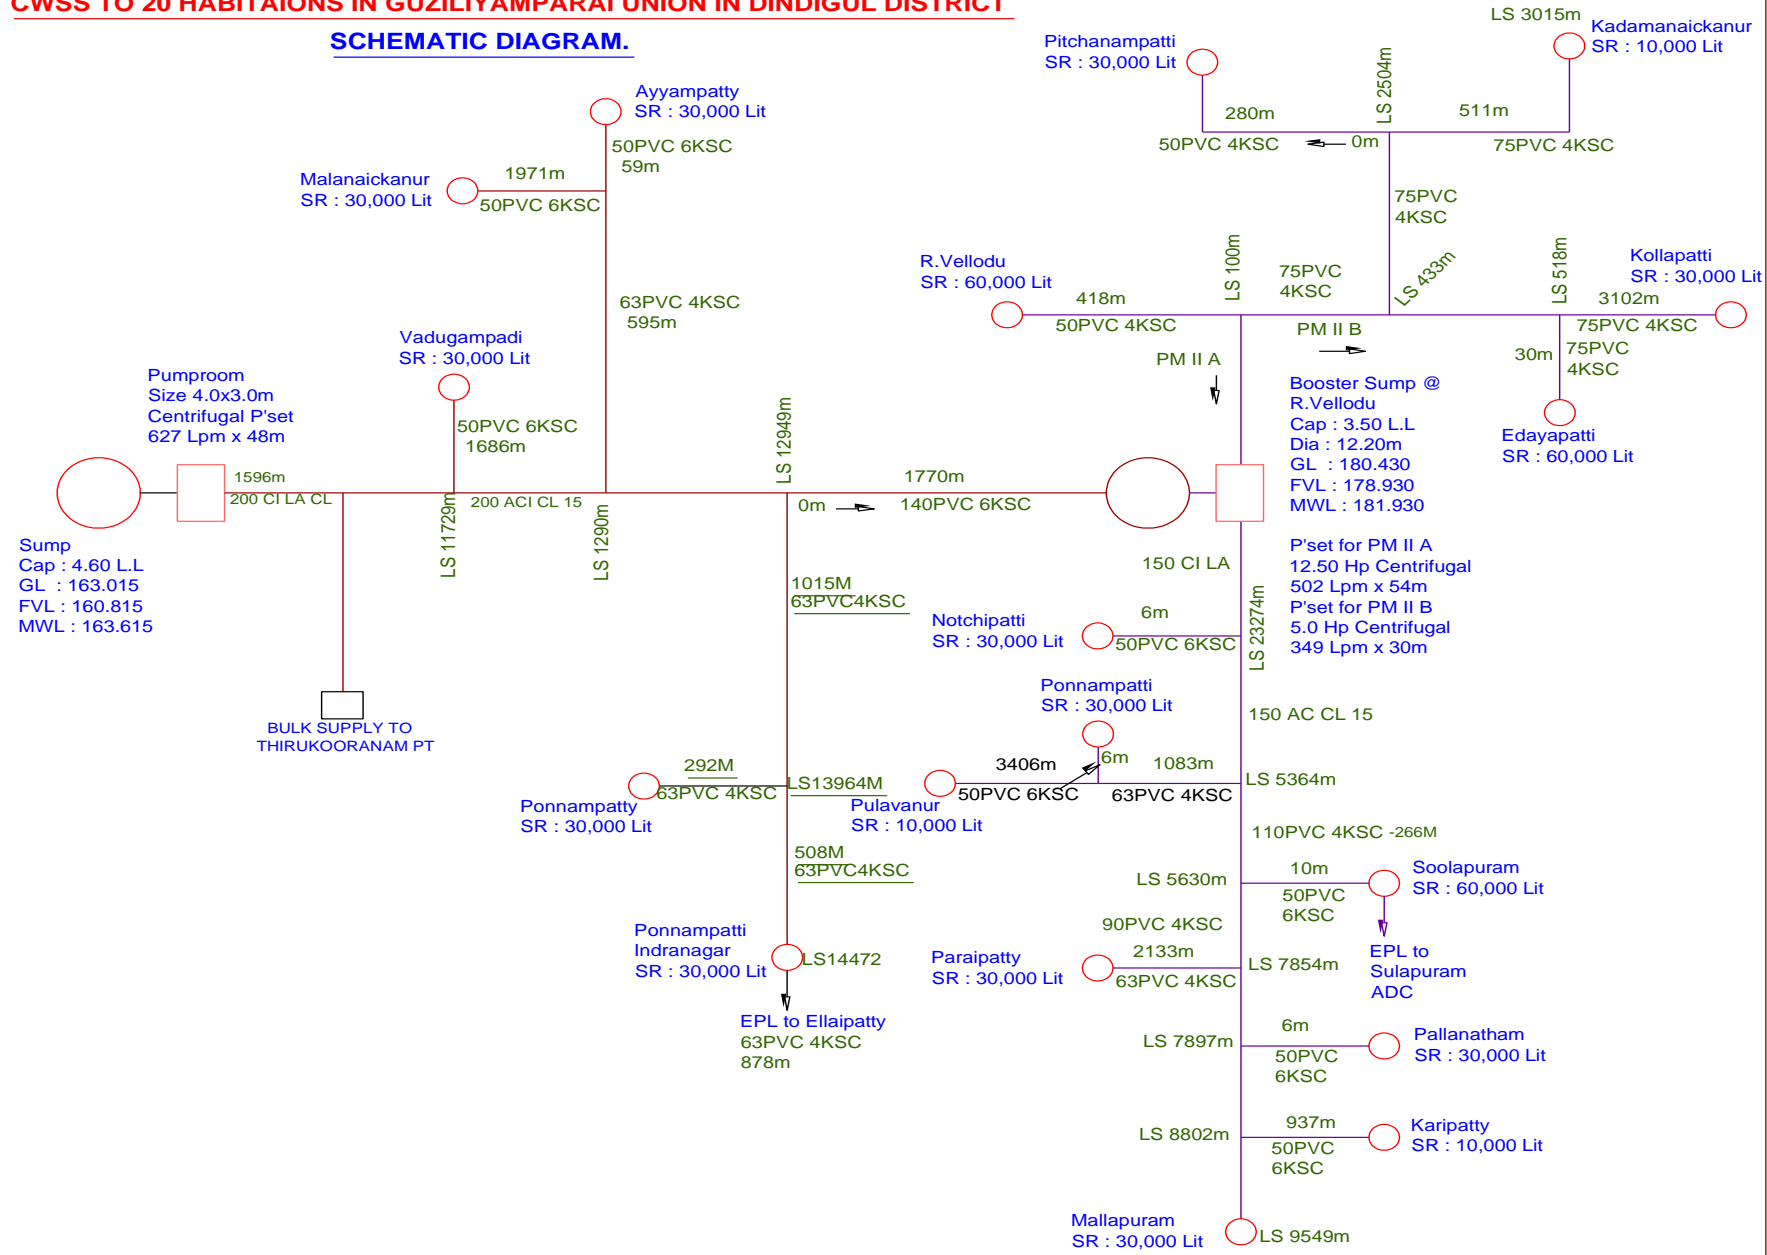 CWSS TO 20 HABITAIONS IN GUZILIYAMPARAI UNION IN DINDIGUL DISTRICT
SCHEMATIC DIAGRAM.
Ayyampatty
SR : 30,000 Lit
50PVC 6KSC
59m
Malanaickanur
SR : 30,000 Lit
1971m
50PVC 6KSC
63PVC 4KSC
595m
Vadugampadi
SR : 30,000 Lit
50PVC 6KSC
1686m
Pumproom
Size 4.0x3.0m
Centrifugal P'set
627 Lpm x 48m
1596m
200 CI LA CL
200 ACI CL 15
LS 11729m
LS 1290m
LS 12949m
0m
1770m
140PVC 6KSC
Sump
Cap : 4.60 L.L
GL : 163.015
FVL : 160.815
MWL : 163.615
BULK SUPPLY TO
THIRUKOORANAM PT
1015M
63PVC4KSC
292M
63PVC 4KSC
LS13964M
Ponnampatty
SR : 30,000 Lit
508M
63PVC4KSC
Ponnampatti
Indranagar
SR : 30,000 Lit
LS14472
EPL to Ellaipatty
63PVC 4KSC
878m
Pitchanampatti
SR : 30,000 Lit
280m
50PVC 4KSC
0m
LS 2504m
LS 3015m
Kadamanaickanur
SR : 10,000 Lit
511m
75PVC 4KSC
75PVC
4KSC
R.Vellodu
SR : 60,000 Lit
418m
50PVC 4KSC
LS 100m
75PVC
4KSC
LS 433m
LS 518m
Kollapatti
SR : 30,000 Lit
3102m
75PVC 4KSC
PM II A
PM II B
30m
75PVC
4KSC
Edayapatti
SR : 60,000 Lit
Booster Sump @
R.Vellodu
Cap : 3.50 L.L
Dia : 12.20m
GL : 180.430
FVL : 178.930
MWL : 181.930
P'set for PM II A
12.50 Hp Centrifugal
502 Lpm x 54m
P'set for PM II B
5.0 Hp Centrifugal
349 Lpm x 30m
150 CI LA
Notchipatti
SR : 30,000 Lit
6m
50PVC 6KSC
LS 23274m
Ponnampatti
SR : 30,000 Lit
150 AC CL 15
3406m
50PVC 6KSC
6m
1083m
63PVC 4KSC
LS 5364m
Pulavanur
SR : 10,000 Lit
110PVC 4KSC -266M
LS 5630m
10m
50PVC
6KSC
Soolapuram
SR : 60,000 Lit
EPL to
Sulapuram
ADC
90PVC 4KSC
Paraipatty
SR : 30,000 Lit
2133m
63PVC 4KSC
LS 7854m
LS 7897m
6m
50PVC
6KSC
Pallanatham
SR : 30,000 Lit
LS 8802m
937m
50PVC
6KSC
Karipatty
SR : 10,000 Lit
Mallapuram
SR : 30,000 Lit
LS 9549m